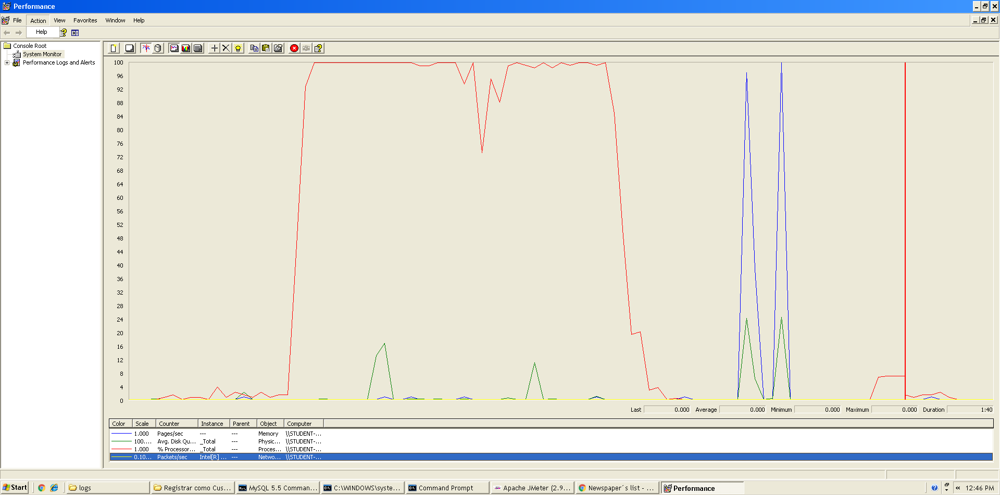 Performance
File Action View Favorites Window Help
Help
Console Root
System Monitor
Performance Logs and Alerts
100
96
92
88
84
80
76
72
68
64
60
56
52
48
44
40
36
32
28
24
20
16
12
8
4
0
Last 0.000 Average 0.000 Minimum 0.000 Maximum 0.000 Duration 1:40
Color Scale Counter Instance Parent Object Computer
1.000 Pages/sec --- --- Memory \\STUDENT-...
100.... Avg. Disk Qu... _Total --- Physic... \\STUDENT-...
1.000 % Processor... _Total --- Proces... \\STUDENT-...
0.10... Packets/sec Intel[R] ... --- Netwo... \\STUDENT-...
Start logs Registrar como Cus... MySQL 5.5 Comman... C:\WINDOWS\syste... Command Prompt Apache JMeter (2.9... Newspaper´s list - ... Performance 12:46 PM